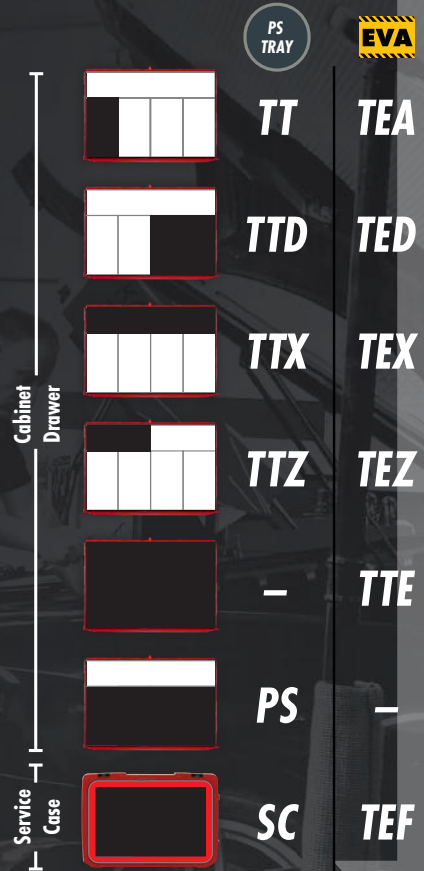 PS
TRAY
EVA
TT TEA
TTD TED
TTX TEX
TTZ TEZ
– TTE
PS –
SC TEF
Cabinet
Drawer
Service
Case